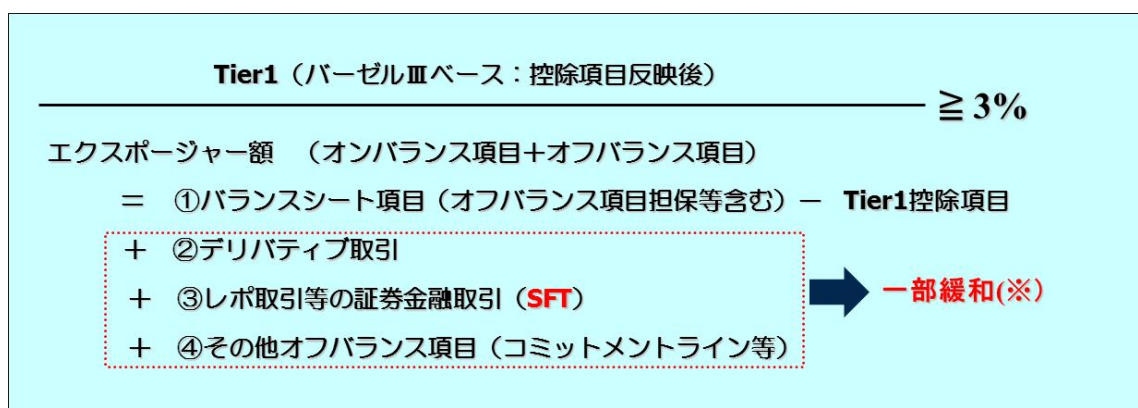 Tier1（バーゼルⅢベース：控除項目反映後）
≧ 3%
エクスポージャー額　（オンバランス項目＋オフバランス項目）
＝　①バランスシート項目（オフバランス項目担保等含む）－　Tier1控除項目
＋　②デリバティブ取引
＋　③レポ取引等の証券金融取引（SFT）
一部緩和(※）
＋　④その他オフバランス項目（コミットメントライン等）